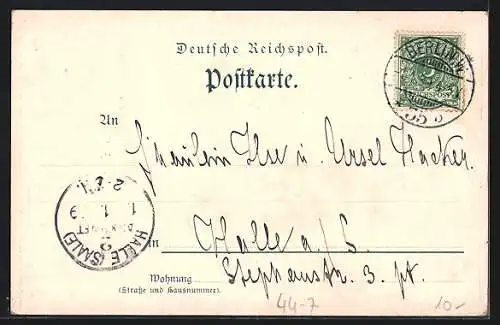 Deutsche Reichspost.
Postkarte.
BERLIN.W.
An
Fräulein Ilse u. Ursel Hacker.
HALLE (SAALE)
in Halle a/S.
Wohnung Stephanstr. 3. pt.
(Straße und Hausnummer)
44-7
10-